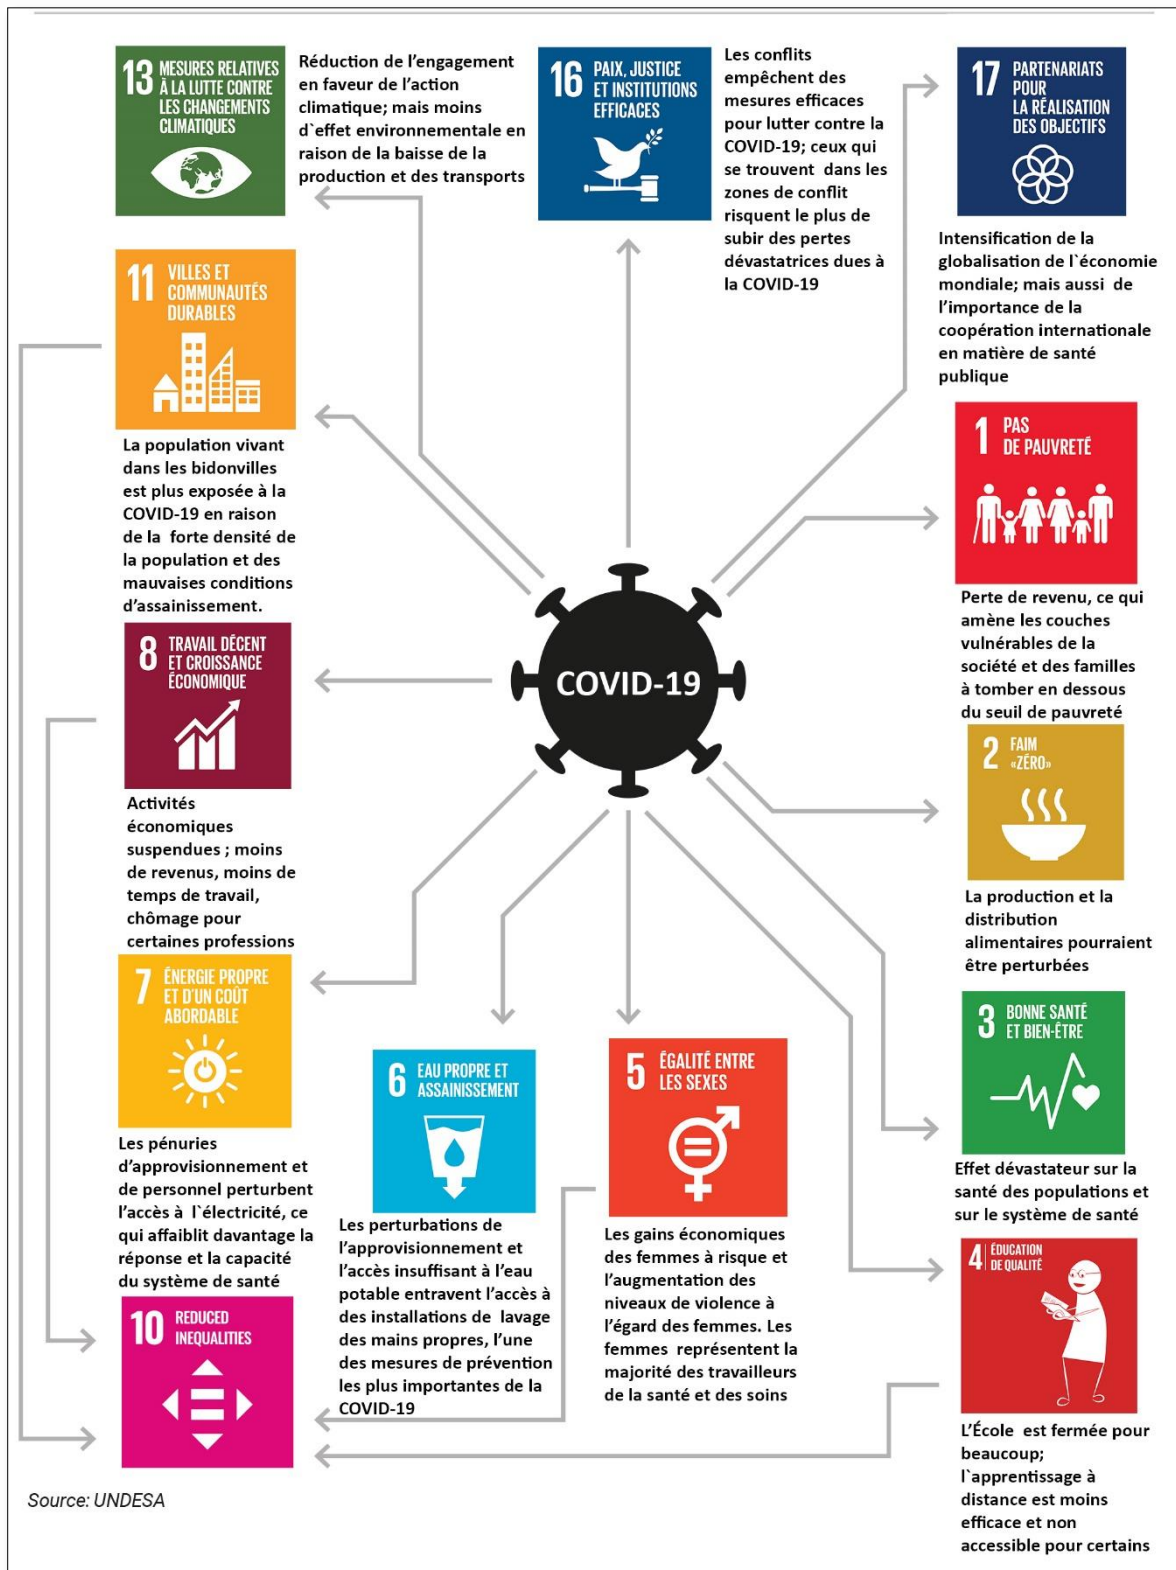 13 MESURES RELATIVES
À LA LUTTE CONTRE
LES CHANGEMENTS
CLIMATIQUES
Réduction de l'engagement
en faveur de l'action
climatique; mais moins
d`effet environnementale en
raison de la baisse de la
production et des transports
16 PAIX, JUSTICE
ET INSTITUTIONS
EFFICACES
Les conflits
empêchent des
mesures efficaces
pour lutter contre la
COVID-19; ceux qui
se trouvent dans les
zones de conflit
risquent le plus de
subir des pertes
dévastatrices dues à
la COVID-19
17 PARTENARIATS
POUR
LA RÉALISATION
DES OBJECTIFS
Intensification de la
globalisation de l`économie
mondiale; mais aussi de
l'importance de la
coopération internationale
en matière de santé
publique
11 VILLES ET
COMMUNAUTÉS
DURABLES
La population vivant
dans les bidonvilles
est plus exposée à la
COVID-19 en raison
de la forte densité de
la population et des
mauvaises conditions
d'assainissement.
1 PAS
DE PAUVRETÉ
Perte de revenu, ce qui
amène les couches
vulnérables de la
société et des familles
à tomber en dessous
du seuil de pauvreté
COVID-19
8 TRAVAIL DÉCENT
ET CROISSANCE
ÉCONOMIQUE
Activités
économiques
suspendues ; moins
de revenus, moins de
temps de travail,
chômage pour
certaines professions
2 FAIM
«ZÉRO»
La production et la
distribution
alimentaires pourraient
être perturbées
7 ÉNERGIE PROPRE
ET D'UN COÛT
ABORDABLE
Les pénuries
d'approvisionnement et
de personnel perturbent
l'accès à l`électricité, ce
qui affaiblit davantage la
réponse et la capacité
du système de santé
6 EAU PROPRE ET
ASSAINISSEMENT
Les perturbations de
l'approvisionnement et
l'accès insuffisant à l'eau
potable entravent l'accès à
des installations de lavage
des mains propres, l'une
des mesures de prévention
les plus importantes de la
COVID-19
5 ÉGALITÉ ENTRE
LES SEXES
Les gains économiques
des femmes à risque et
l'augmentation des
niveaux de violence à
l'égard des femmes. Les
femmes représentent la
majorité des travailleurs
de la santé et des soins
3 BONNE SANTÉ
ET BIEN-ÊTRE
Effet dévastateur sur la
santé des populations et
sur le système de santé
4 ÉDUCATION
DE QUALITÉ
L'École est fermée pour
beaucoup;
l`apprentissage à
distance est moins
efficace et non
accessible pour certains
10 REDUCED
INEQUALITIES
Source: UNDESA